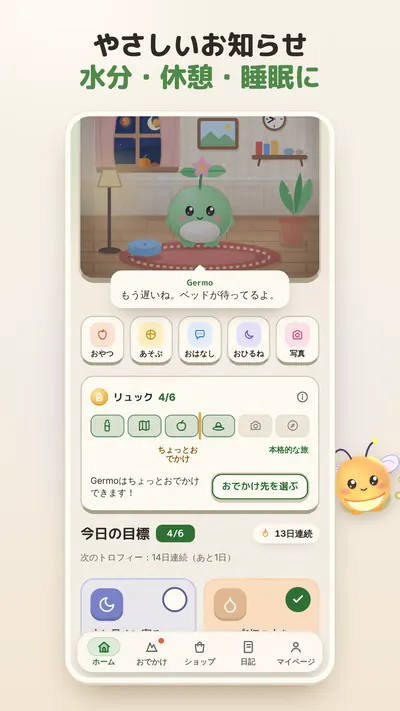 やさしいお知らせ
水分・休憩・睡眠に
Germo
もう遅いね。ベッドが待ってるよ。
おやつ
あそぶ
おはなし
おひるね
写真
リュック 4/6
ちょっとお
でかけ
本格的な旅
Germoはちょっとおでかけ
できます！
おでかけ先を選ぶ
今日の目標 4/6
13日連続
次のトロフィー：14日連続（あと1日）
ホーム
おでかけ
ショップ
日記
マイページ